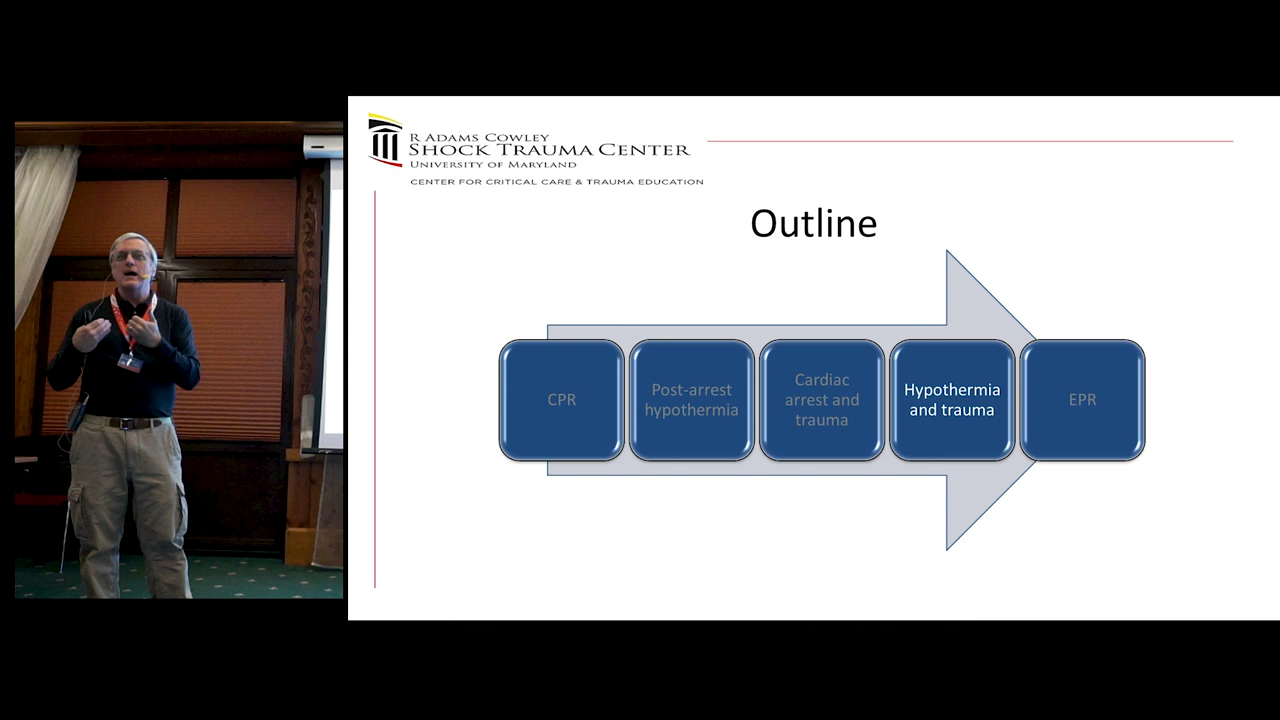 R ADAMS COWLEY
SHOCK TRAUMA CENTER
UNIVERSITY OF MARYLAND
CENTER FOR CRITICAL CARE & TRAUMA EDUCATION
Outline
CPR
Post-arrest
hypothermia
Cardiac
arrest and
trauma
Hypothermia
and trauma
EPR